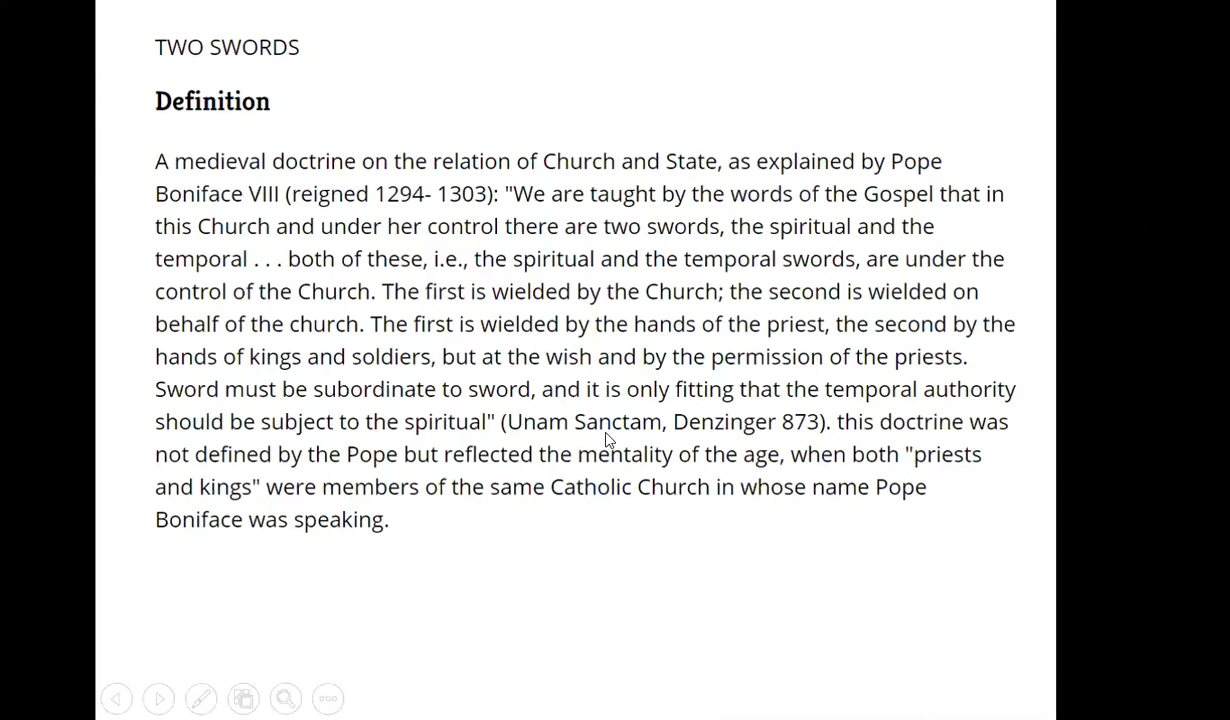 TWO SWORDS
Definition
A medieval doctrine on the relation of Church and State, as explained by Pope
Boniface VIII (reigned 1294- 1303): "We are taught by the words of the Gospel that in
this Church and under her control there are two swords, the spiritual and the
temporal . . . both of these, i.e., the spiritual and the temporal swords, are under the
control of the Church. The first is wielded by the Church; the second is wielded on
behalf of the church. The first is wielded by the hands of the priest, the second by the
hands of kings and soldiers, but at the wish and by the permission of the priests.
Sword must be subordinate to sword, and it is only fitting that the temporal authority
should be subject to the spiritual" (Unam Sanctam, Denzinger 873). this doctrine was
not defined by the Pope but reflected the mentality of the age, when both "priests
and kings" were members of the same Catholic Church in whose name Pope
Boniface was speaking.